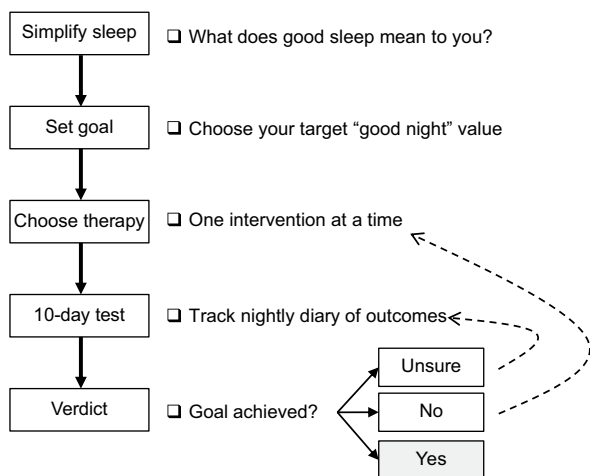 Simplify sleep
❑ What does good sleep mean to you?
Set goal
❑ Choose your target “good night” value
Choose therapy
❑ One intervention at a time
10-day test
❑ Track nightly diary of outcomes
Verdict
❑ Goal achieved?
Unsure
No
Yes